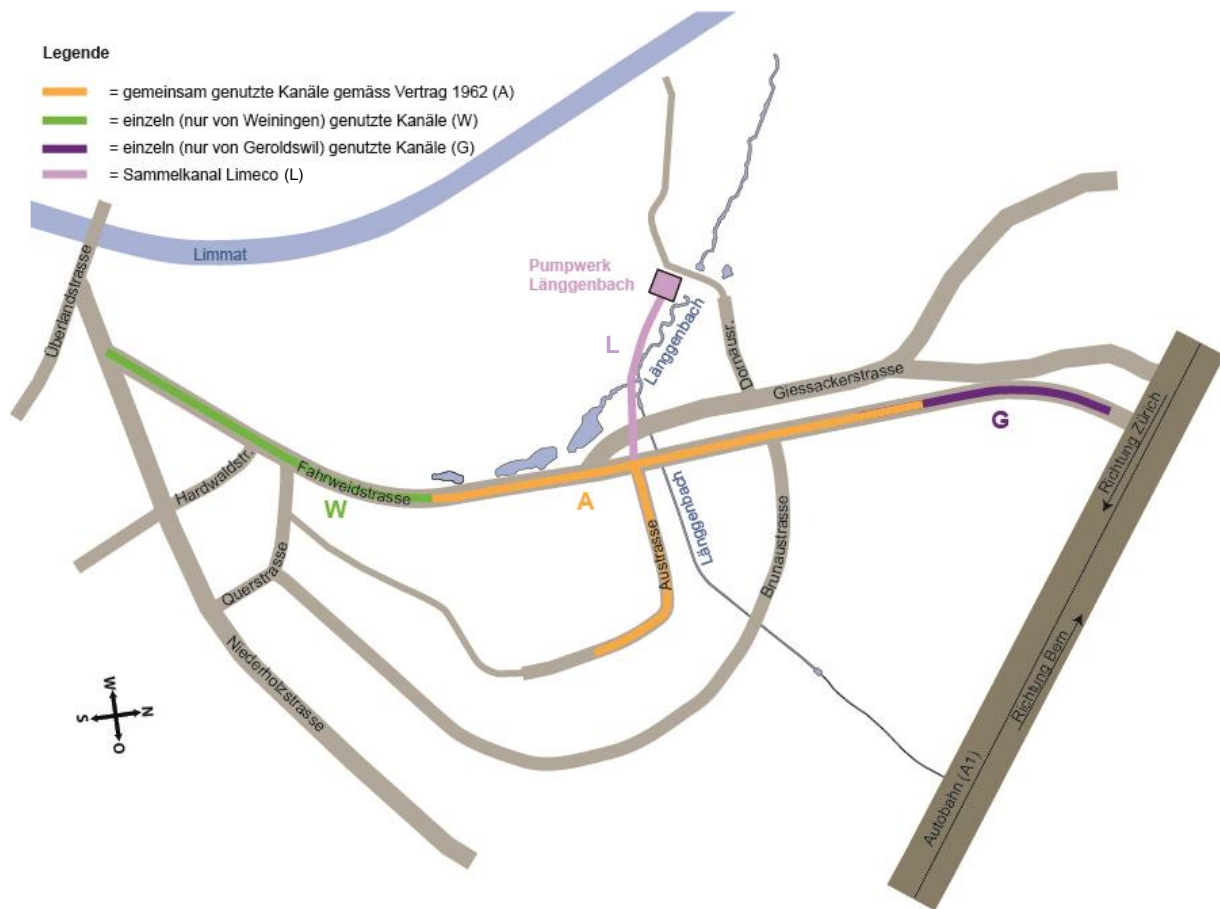 Legende
= gemeinsam genutzte Kanäle gemäss Vertrag 1962 (A)
= einzeln (nur von Weiningen) genutzte Kanäle (W)
= einzeln (nur von Geroldswil) genutzte Kanäle (G)
= Sammelkanal Limeco (L)
Limmat
Überlandstrasse
Pumpwerk
Länggenbach
L
Länggenbach
Dornausr.
Giessackerstrasse
G
Richtung Zürich
Hardwaldstr.
Fahrweidstrasse
W
A
Austrasse
Länggenbach
Brunaustrasse
Querstrasse
Niederholzstrasse
Richtung Bern
Autobahn (A1)
W
S
N
O